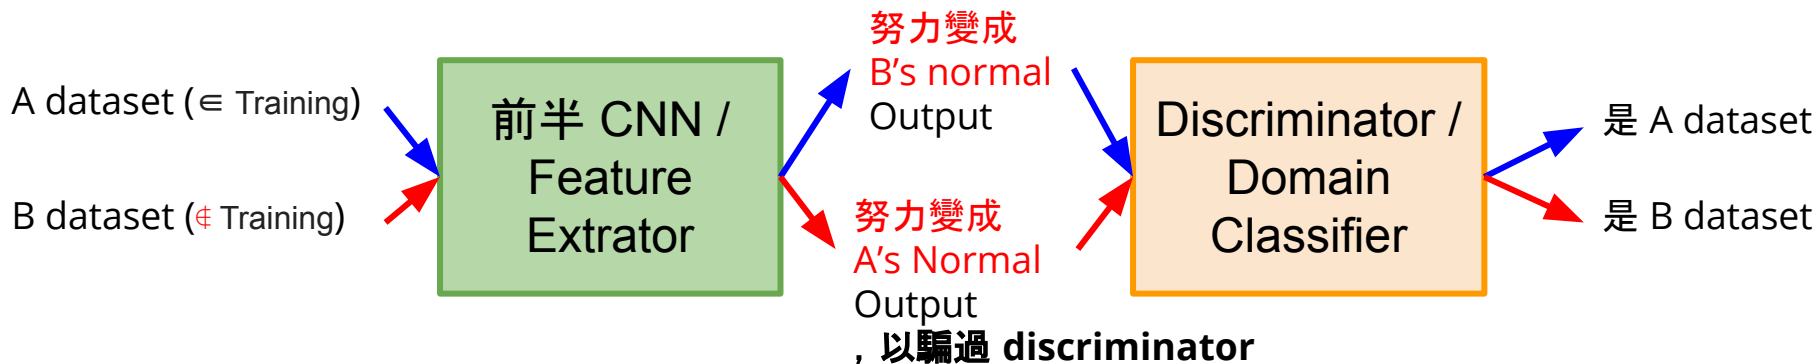 A dataset (∈ Training)
B dataset (∉ Training)
前半 CNN /
Feature
Extrator
努力變成
B's normal
Output
努力變成
A's Normal
Output
，以騙過 discriminator
Discriminator /
Domain
Classifier
是 A dataset
是 B dataset